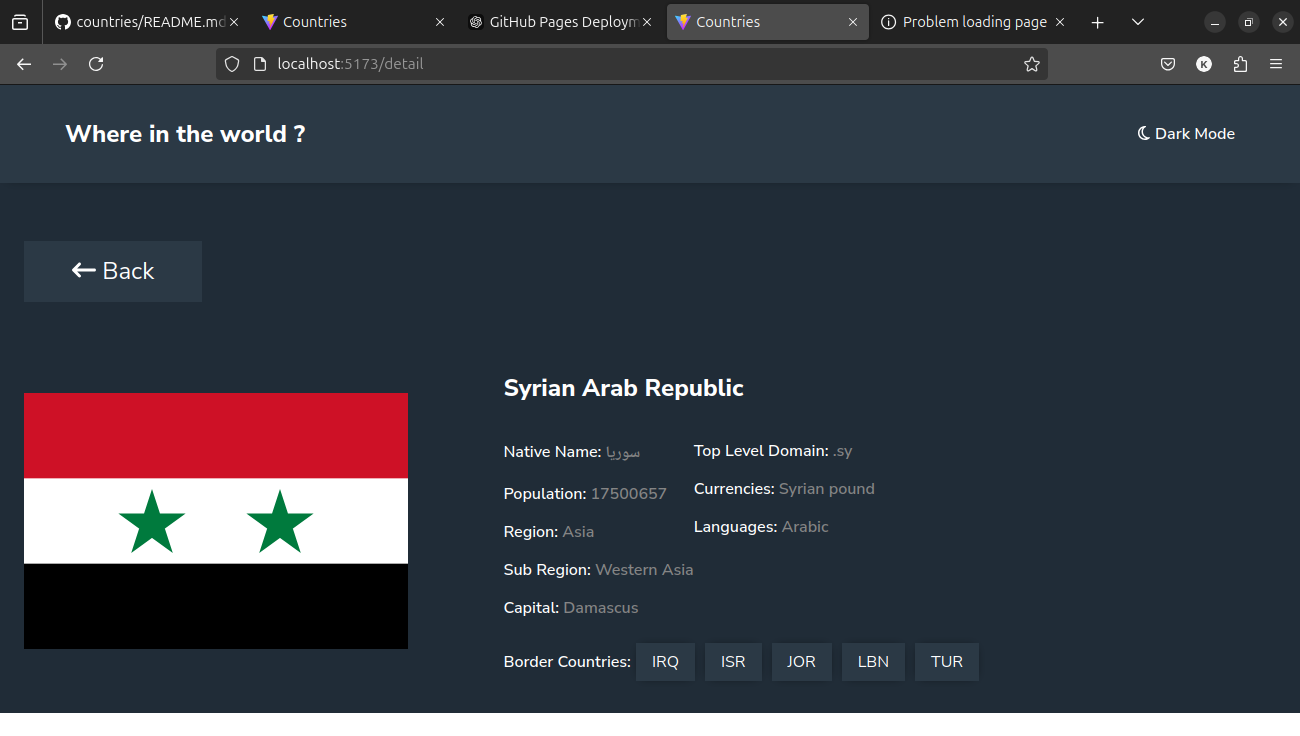 countries/README.md
Countries
GitHub Pages Deploym
Countries
Problem loading page
localhost:5173/detail
K
Where in the world ?
Dark Mode
Back
Syrian Arab Republic
Native Name: سوريا
Top Level Domain: .sy
Population: 17500657
Currencies: Syrian pound
Region: Asia
Languages: Arabic
Sub Region: Western Asia
Capital: Damascus
Border Countries: IRQ ISR JOR LBN TUR